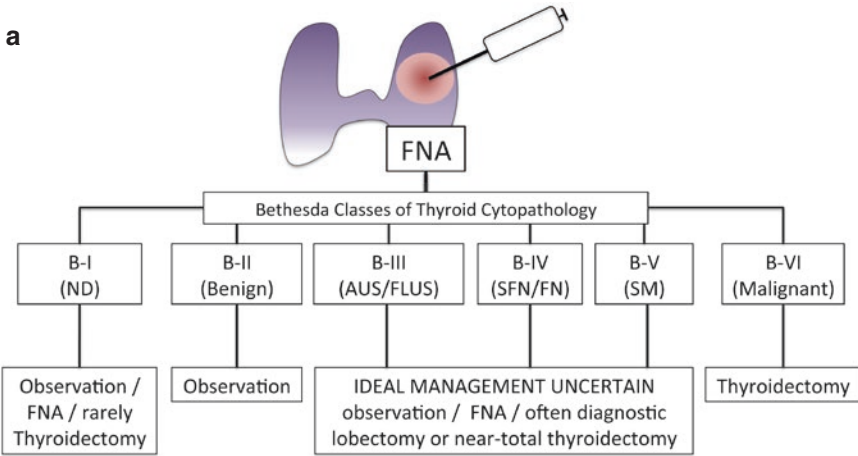 a
FNA
Bethesda Classes of Thyroid Cytopathology
B-I
(ND)
B-II
(Benign)
B-III
(AUS/FLUS)
B-IV
(SFN/FN)
B-V
(SM)
B-VI
(Malignant)
Observation /
FNA / rarely
Thyroidectomy
Observation
IDEAL MANAGEMENT UNCERTAIN
observation / FNA / often diagnostic
lobectomy or near-total thyroidectomy
Thyroidectomy